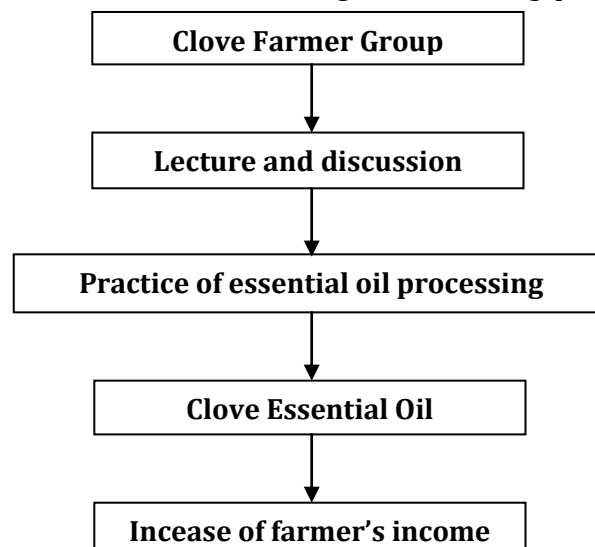 Clove Farmer Group
Lecture and discussion
Practice of essential oil processing
Clove Essential Oil
Incease of farmer's income